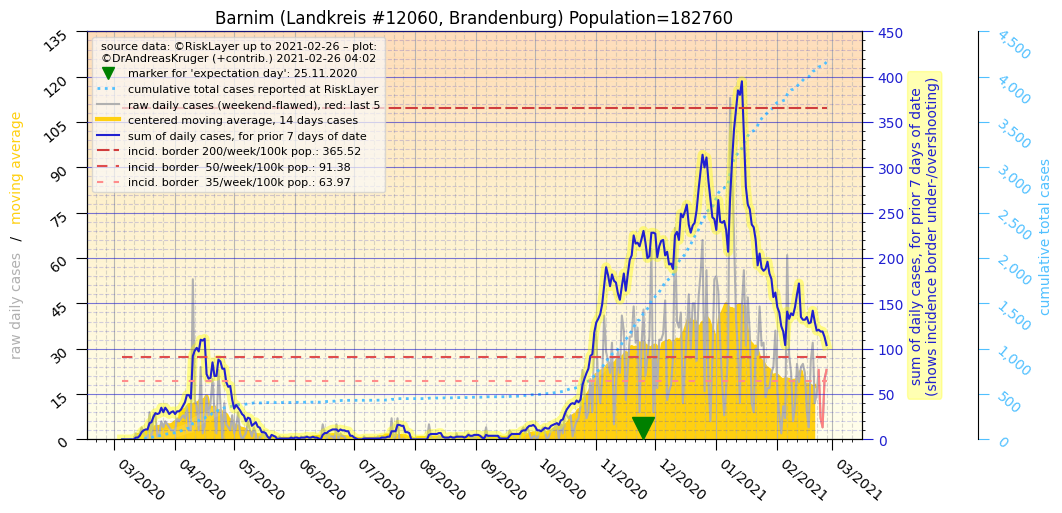 Barnim (Landkreis #12060, Brandenburg) Population=182760
source data: ©RiskLayer up to 2021-02-26 – plot:
©DrAndreasKruger (+contrib.) 2021-02-26 04:02
marker for 'expectation day': 25.11.2020
cumulative total cases reported at RiskLayer
raw daily cases (weekend-flawed), red: last 5
centered moving average, 14 days cases
sum of daily cases, for prior 7 days of date
incid. border 200/week/100k pop.: 365.52
incid. border  50/week/100k pop.: 91.38
incid. border  35/week/100k pop.: 63.97
raw daily cases / moving average
135
120
105
90
75
60
45
30
15
0
450
400
350
300
250
200
150
100
50
0
sum of daily cases, for prior 7 days of date
(shows incidence border under-/overshooting)
4,500
4,000
3,500
3,000
2,500
2,000
1,500
1,000
500
0
cumulative total cases
03/2020
04/2020
05/2020
06/2020
07/2020
08/2020
09/2020
10/2020
11/2020
12/2020
01/2021
02/2021
03/2021